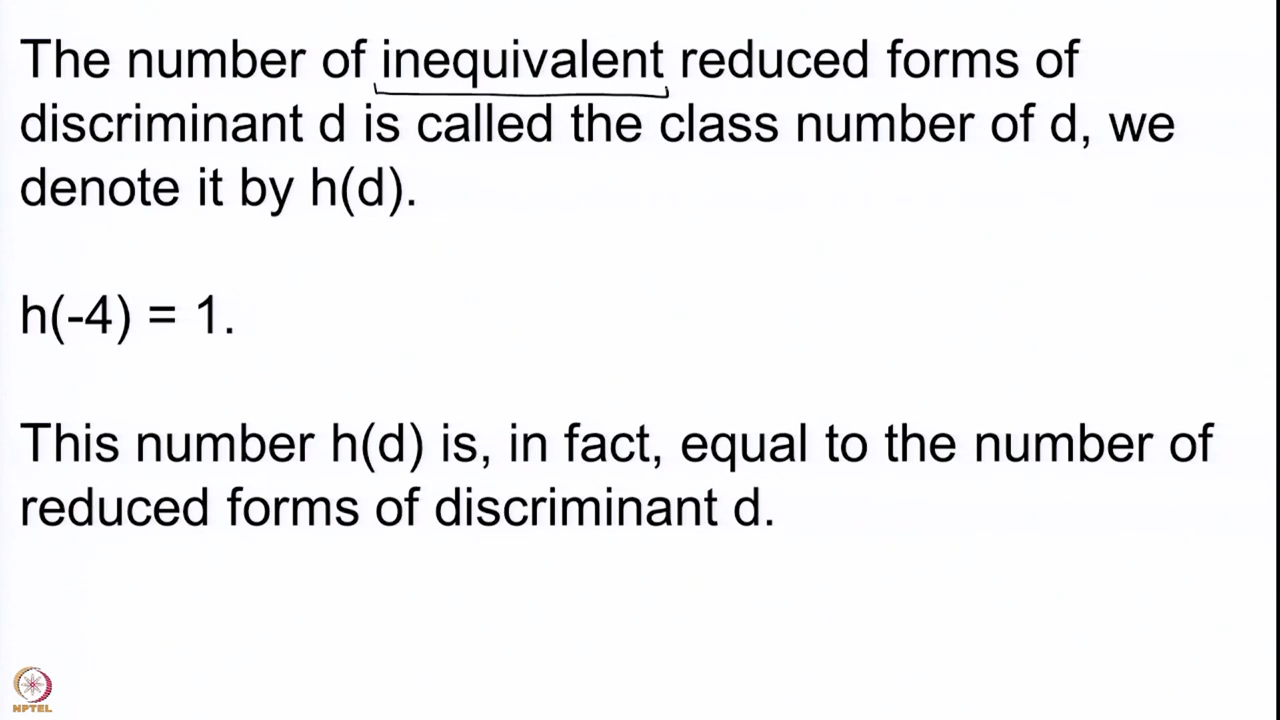 The number of inequivalent reduced forms of
discriminant d is called the class number of d, we
denote it by h(d).
h(-4) = 1.
This number h(d) is, in fact, equal to the number of
reduced forms of discriminant d.
NPTEL